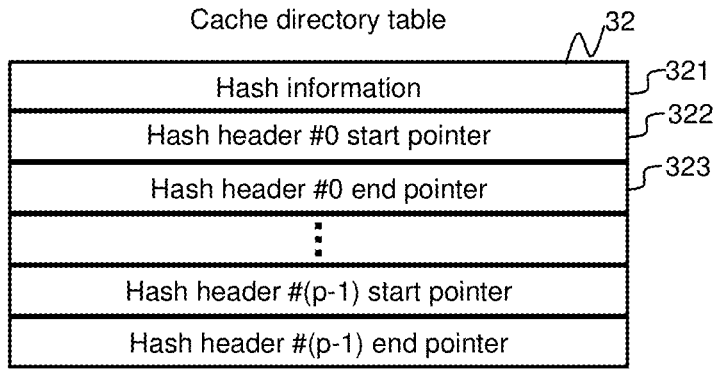 Cache directory table
32
Hash information
321
Hash header #0 start pointer
322
Hash header #0 end pointer
323
Hash header #(p-1) start pointer
Hash header #(p-1) end pointer